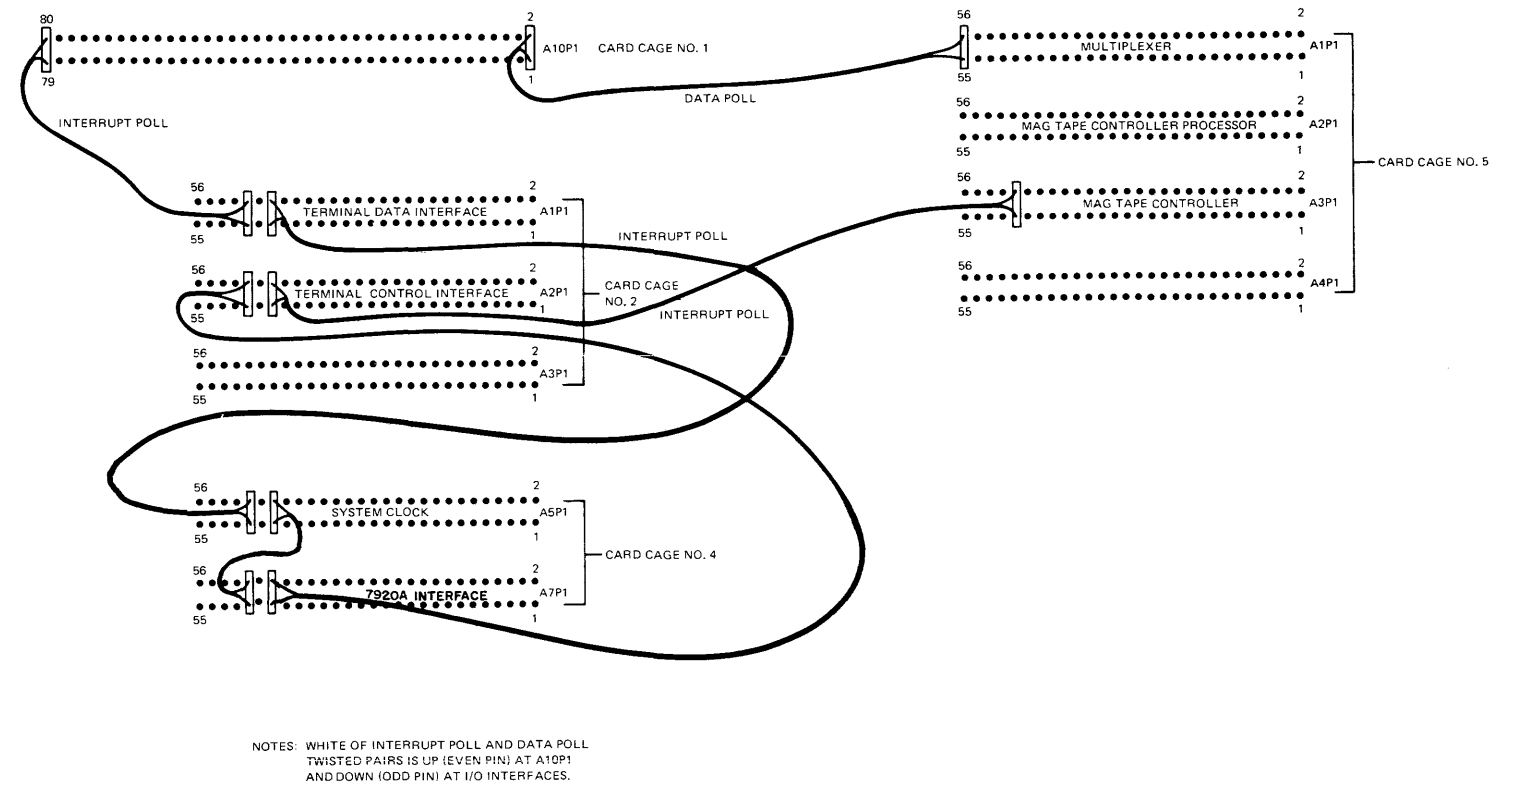 80
2
A10P1 CARD CAGE NO. 1
79
1
DATA POLL
INTERRUPT POLL
56
2
MULTIPLEXER
A1P1
55
1
56
2
MAG TAPE CONTROLLER PROCESSOR
A2P1
55
1
CARD CAGE NO. 5
56
2
MAG TAPE CONTROLLER
A3P1
55
1
56
2
A4P1
55
1
56
2
TERMINAL DATA INTERFACE
A1P1
55
1
INTERRUPT POLL
56
2
TERMINAL CONTROL INTERFACE
A2P1
55
1
CARD CAGE
NO. 2
INTERRUPT POLL
56
2
A3P1
55
1
56
2
SYSTEM CLOCK
A5P1
55
1
CARD CAGE NO. 4
56
2
7920A INTERFACE
A7P1
55
1
NOTES: WHITE OF INTERRUPT POLL AND DATA POLL
TWISTED PAIRS IS UP (EVEN PIN) AT A10P1
AND DOWN (ODD PIN) AT I/O INTERFACES.